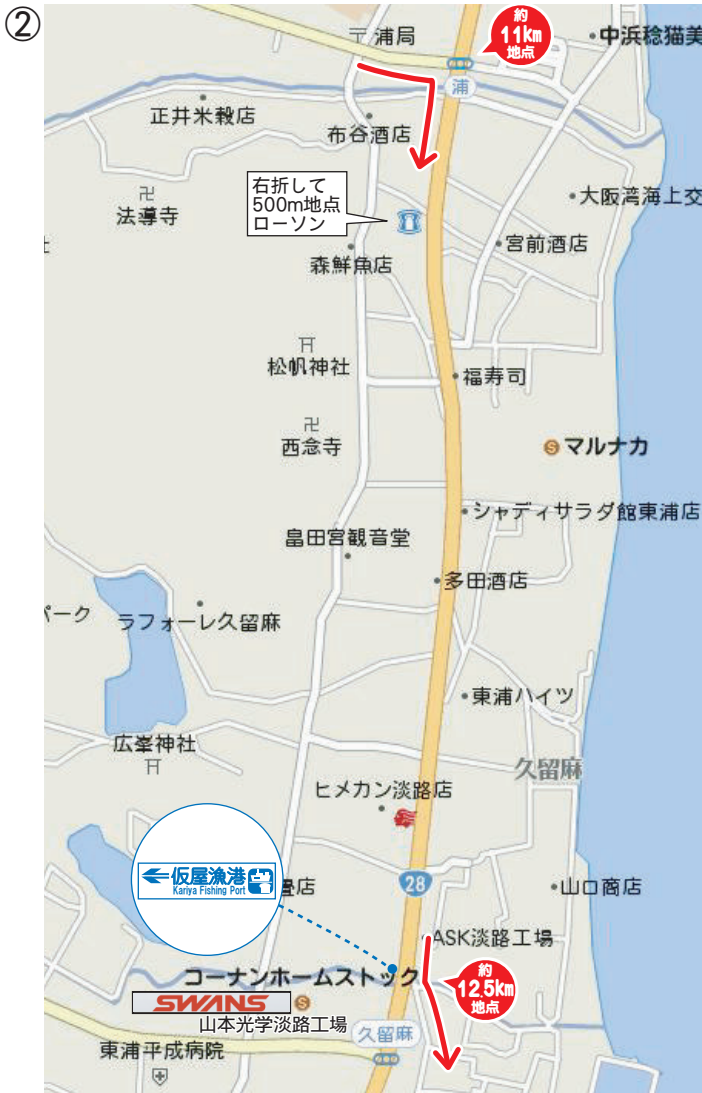 ②
約
11km
地点
〒浦局
中浜稔猫美
浦
正井米穀店
布谷酒店
右折して
500m地点
ローソン
卍
法導寺
大阪湾海上交
宮前酒店
森鮮魚店
松帆神社
福寿司
卍
西念寺
S マルナカ
シャディサラダ館東浦店
畠田宮観音堂
多田酒店
パーク
ラフォーレ久留麻
東浦ハイツ
広峯神社
久留麻
ヒメカン淡路店
仮屋漁港
Kariya Fishing Port
畳店
28
山口商店
ASK淡路工場
コーナンホームストック
約
12.5km
地点
SWANS
S
山本光学淡路工場
久留麻
東浦平成病院